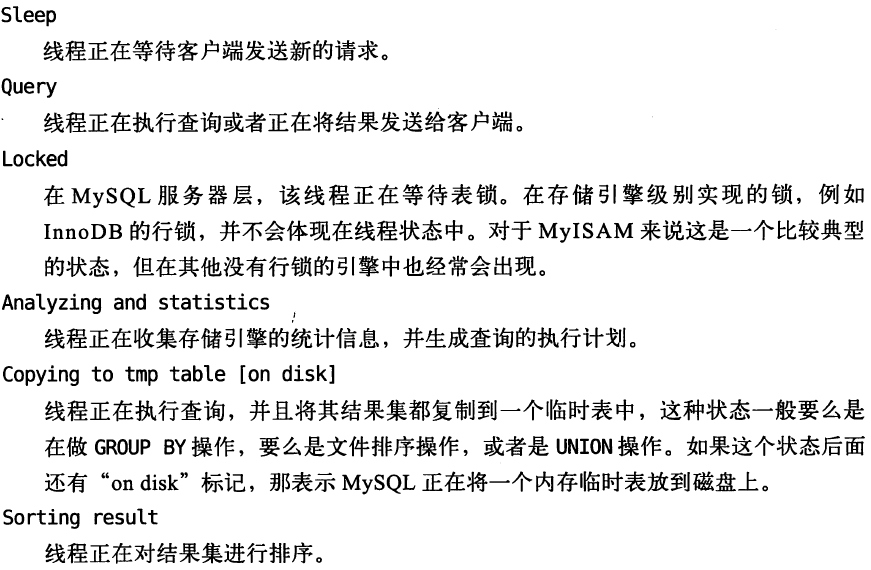 Sleep
线程正在等待客户端发送新的请求。
Query
线程正在执行查询或者正在将结果发送给客户端。
Locked
在 MySQL 服务器层，该线程正在等待表锁。在存储引擎级别实现的锁，例如
InnoDB 的行锁，并不会体现在线程状态中。对于 MyISAM 来说这是一个比较典型
的状态，但在其他没有行锁的引擎中也经常会出现。
Analyzing and statistics
线程正在收集存储引擎的统计信息，并生成查询的执行计划。
Copying to tmp table [on disk]
线程正在执行查询，并且将其结果集都复制到一个临时表中，这种状态一般要么是
在做 GROUP BY 操作，要么是文件排序操作，或者是 UNION 操作。如果这个状态后面
还有“on disk”标记，那表示 MySQL 正在将一个内存临时表放到磁盘上。
Sorting result
线程正在对结果集进行排序。